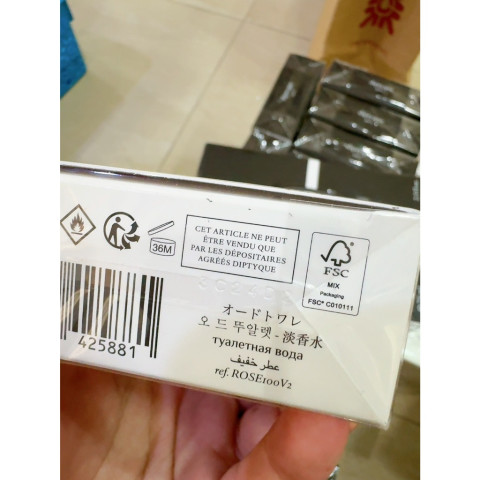 36M
CET ARTICLE NE PEUT
ÊTRE VENDU QUE
PAR LES DÉPOSITAIRES
AGRÉÉS DIPTYQUE
FSC
MIX
Packaging
FSC® C010111
425881
オードトワレ
오 드 뚜알렛 - 淡香水
туалетная вода
عطر خفيف
ref. ROSE100V2